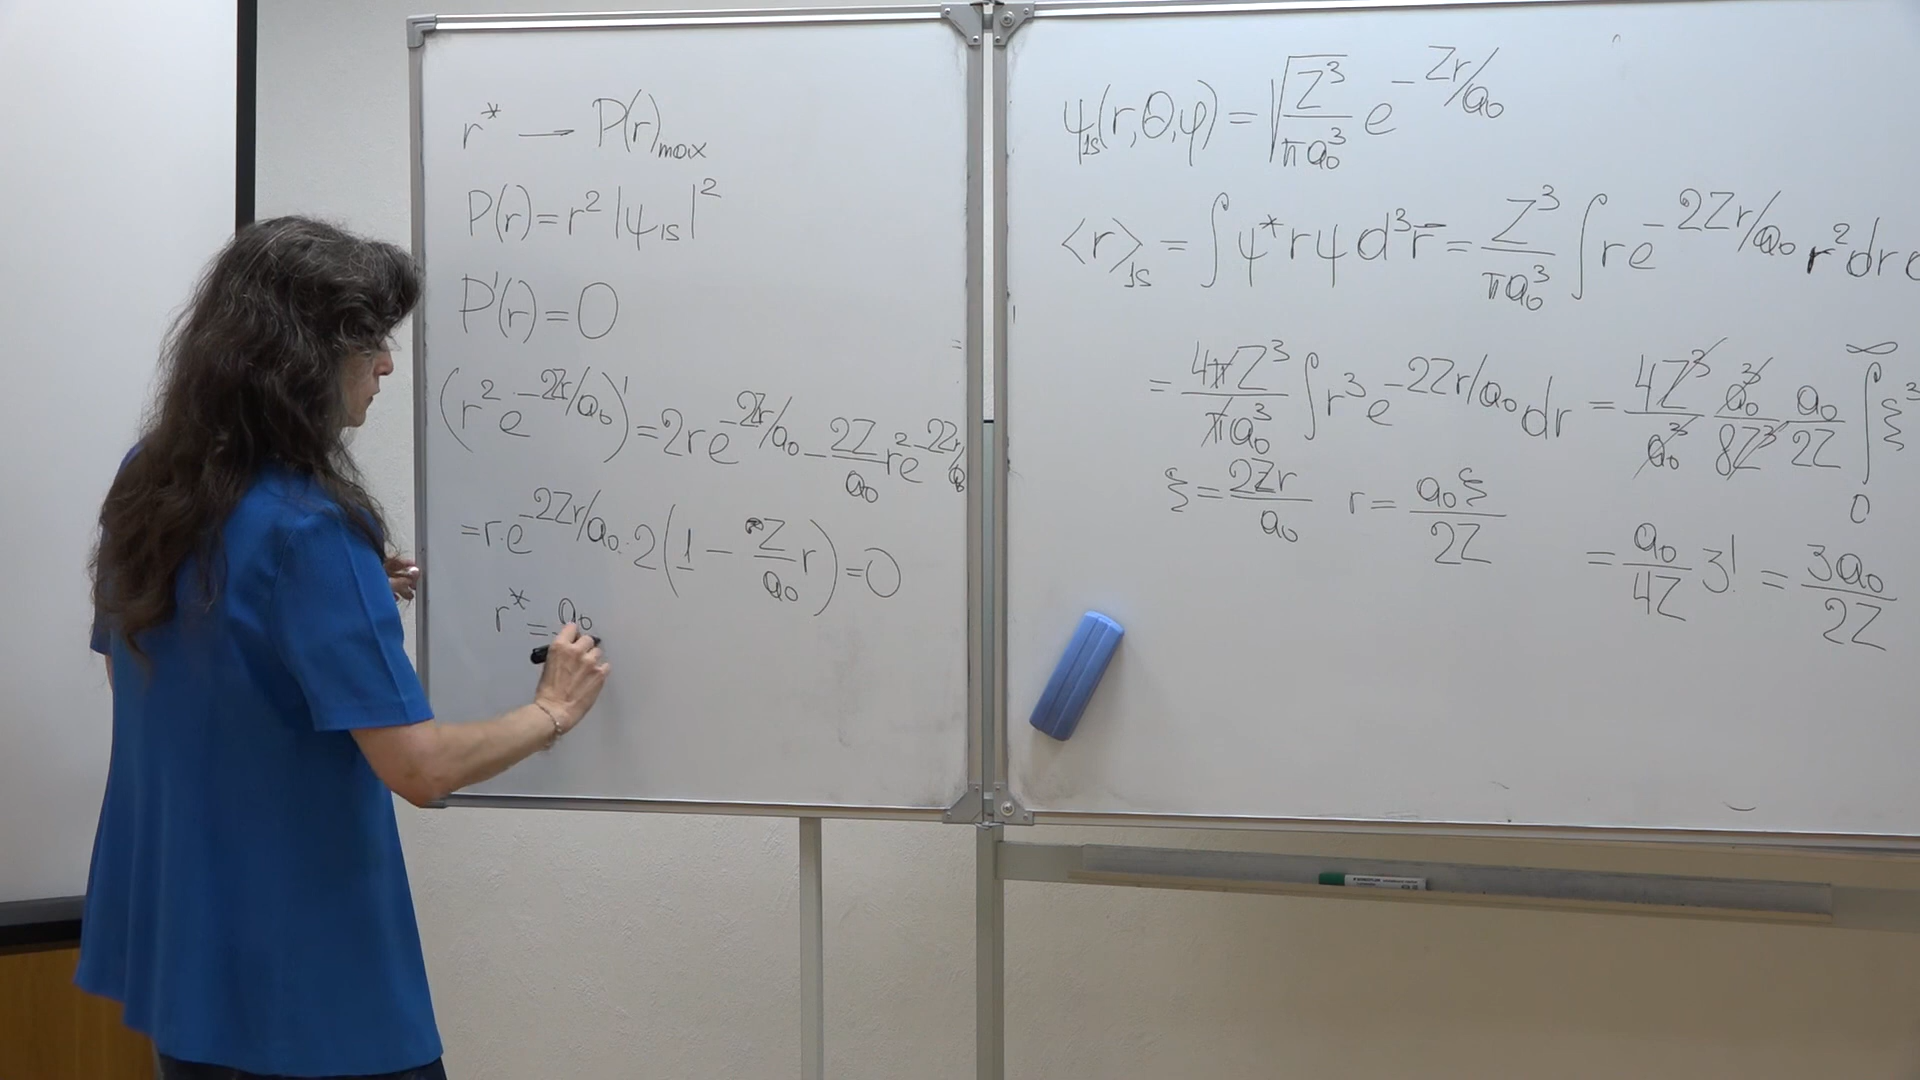 r* — P(r)max
P(r) = r² |ψ1s|²
P'(r) = 0
(r² e^(-2Zr/a₀))' = 2re^(-2Zr/a₀) - 2Z/a₀ r²e^(-2Zr/a₀)
= r·e^(-2Zr/a₀)·2(1 - Z/a₀ r) = 0
r* = a₀
ψ1s(r,θ,φ) = √(Z³/πa₀³) e^(-Zr/a₀)
⟨r⟩1s = ∫ψ*rψ d³r̄ = Z³/πa₀³ ∫re^(-2Zr/a₀) r²dr
= 4πZ³/πa₀³ ∫r³e^(-2Zr/a₀) dr = 4Z³/a₀³ a₀³/8Z³ a₀/2Z ∫₀^∞ ξ³
ξ = 2Zr/a₀ r = a₀ξ/2Z
= a₀/4Z 3! = 3a₀/2Z